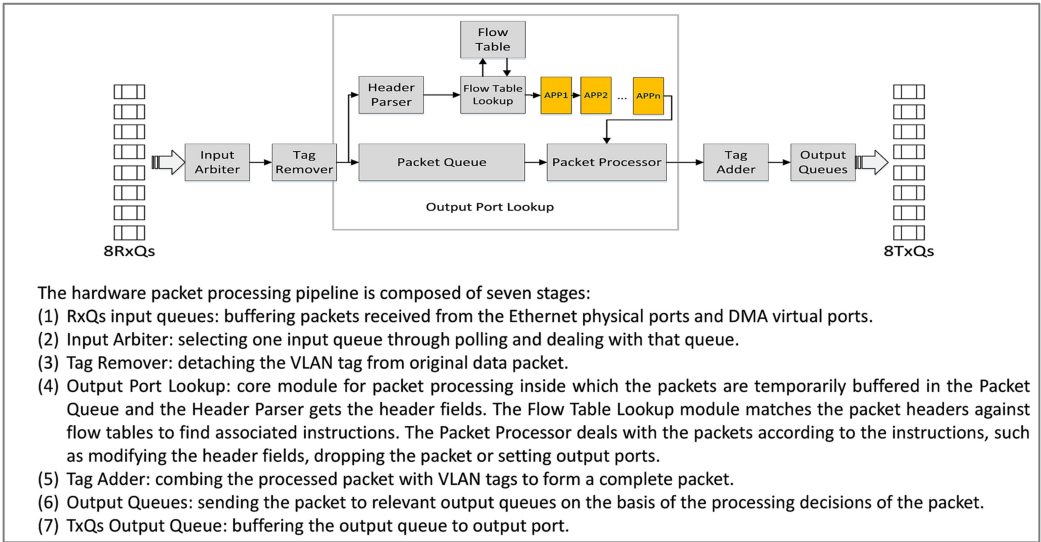 Flow
Table
Header
Parser
Flow Table
Lookup
APP1
APP2
...
APPn
Input
Arbiter
Tag
Remover
Packet Queue
Packet Processor
Tag
Adder
Output
Queues
Output Port Lookup
8RxQs
8TxQs
The hardware packet processing pipeline is composed of seven stages:
(1) RxQs input queues: buffering packets received from the Ethernet physical ports and DMA virtual ports.
(2) Input Arbiter: selecting one input queue through polling and dealing with that queue.
(3) Tag Remover: detaching the VLAN tag from original data packet.
(4) Output Port Lookup: core module for packet processing inside which the packets are temporarily buffered in the Packet
Queue and the Header Parser gets the header fields. The Flow Table Lookup module matches the packet headers against
flow tables to find associated instructions. The Packet Processor deals with the packets according to the instructions, such
as modifying the header fields, dropping the packet or setting output ports.
(5) Tag Adder: combing the processed packet with VLAN tags to form a complete packet.
(6) Output Queues: sending the packet to relevant output queues on the basis of the processing decisions of the packet.
(7) TxQs Output Queue: buffering the output queue to output port.